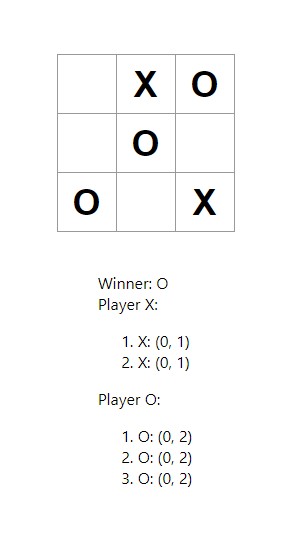 X O
O
O X
Winner: O
Player X:
1. X: (0, 1)
2. X: (0, 1)
Player O:
1. O: (0, 2)
2. O: (0, 2)
3. O: (0, 2)